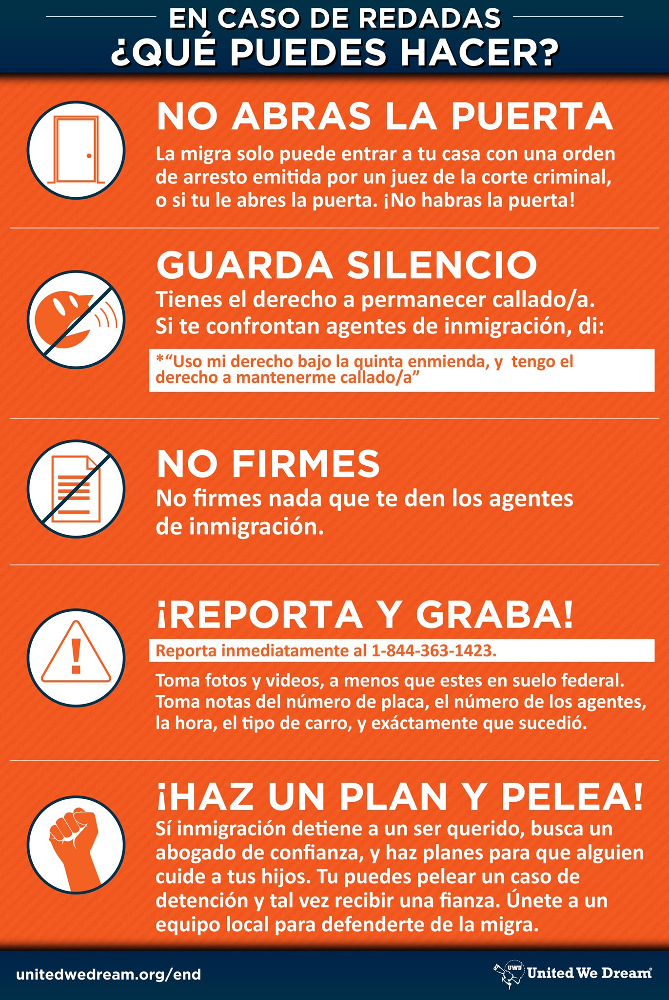 EN CASO DE REDADAS
¿QUÉ PUEDES HACER?
NO ABRAS LA PUERTA
La migra solo puede entrar a tu casa con una orden
de arresto emitida por un juez de la corte criminal,
o si tu le abres la puerta. ¡No habras la puerta!
GUARDA SILENCIO
Tienes el derecho a permanecer callado/a.
Si te confrontan agentes de inmigración, di:
*“Uso mi derecho bajo la quinta enmienda, y tengo el
derecho a mantenerme callado/a”
NO FIRMES
No firmes nada que te den los agentes
de inmigración.
¡REPORTA Y GRABA!
Reporta inmediatamente al 1-844-363-1423.
Toma fotos y videos, a menos que estes en suelo federal.
Toma notas del número de placa, el número de los agentes,
la hora, el tipo de carro, y exáctamente que sucedió.
¡HAZ UN PLAN Y PELEA!
Sí inmigración detiene a un ser querido, busca un
abogado de confianza, y haz planes para que alguien
cuide a tus hijos. Tu puedes pelear un caso de
detención y tal vez recibir una fianza. Únete a un
equipo local para defenderte de la migra.
unitedwedream.org/end
UWD
United We Dream®